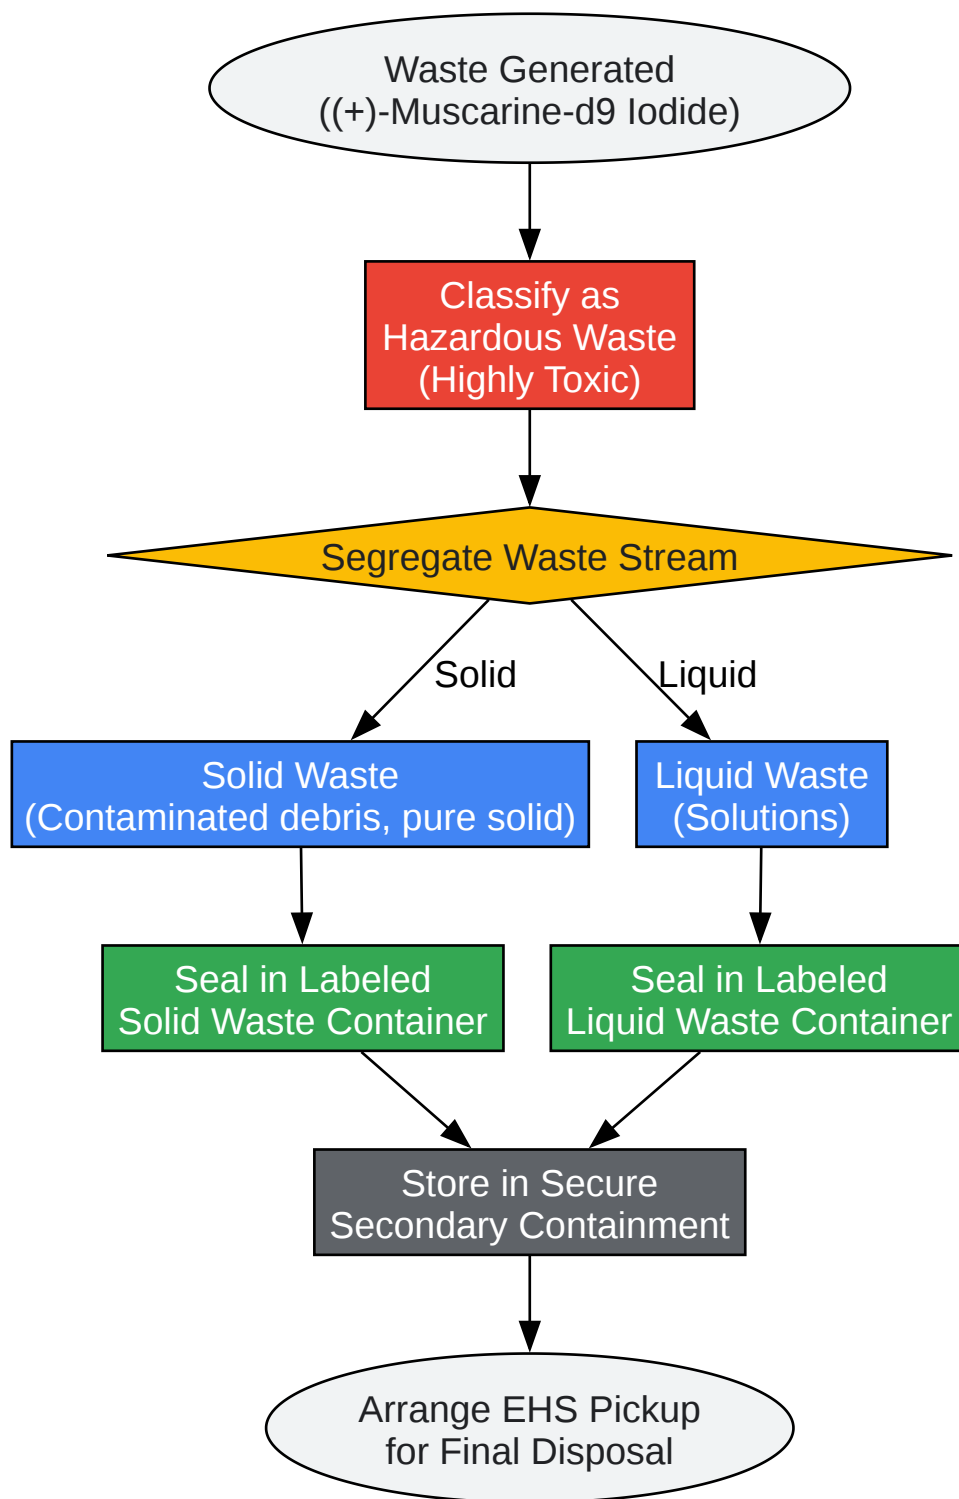 Waste Generated
((+)-Muscarine-d9 Iodide)
Classify as
Hazardous Waste
(Highly Toxic)
Segregate Waste Stream
Solid
Liquid
Solid Waste
(Contaminated debris, pure solid)
Liquid Waste
(Solutions)
Seal in Labeled
Solid Waste Container
Seal in Labeled
Liquid Waste Container
Store in Secure
Secondary Containment
Arrange EHS Pickup
for Final Disposal